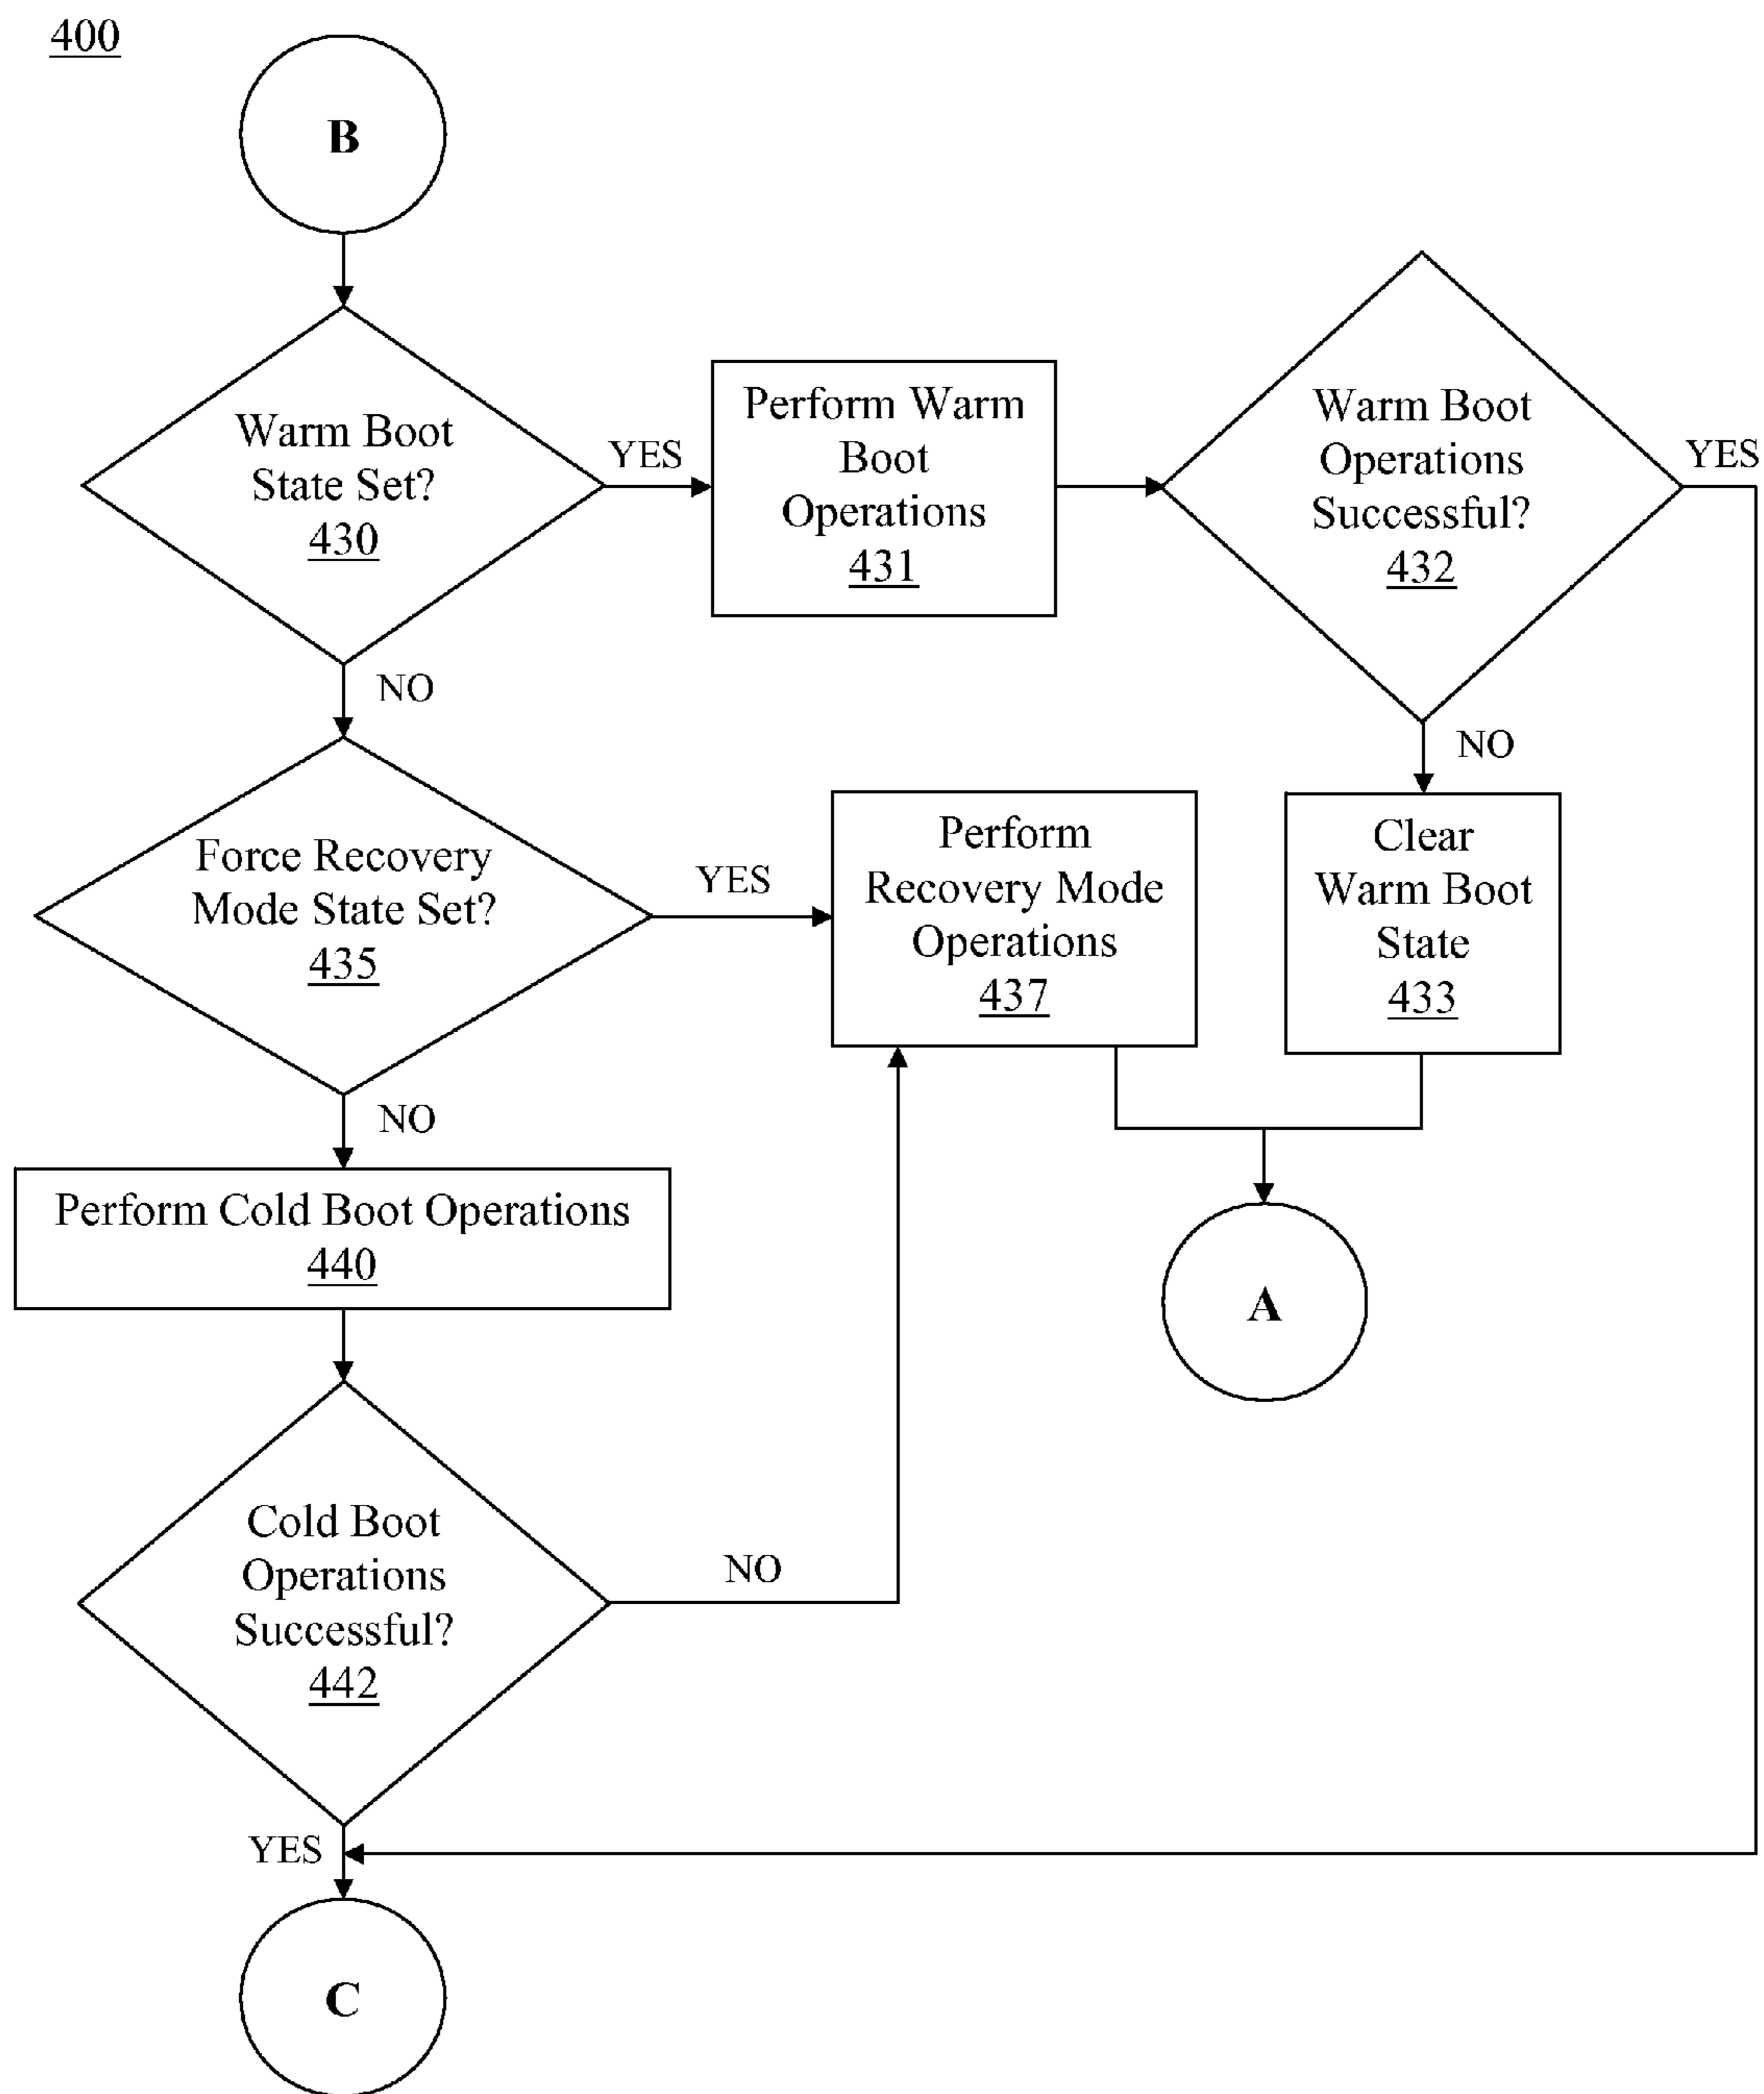 400
B
Warm Boot
State Set?
430
YES
NO
Perform Warm
Boot
Operations
431
Warm Boot
Operations
Successful?
432
YES
NO
Force Recovery
Mode State Set?
435
YES
NO
Perform
Recovery Mode
Operations
437
Clear
Warm Boot
State
433
Perform Cold Boot Operations
440
A
Cold Boot
Operations
Successful?
442
NO
YES
C